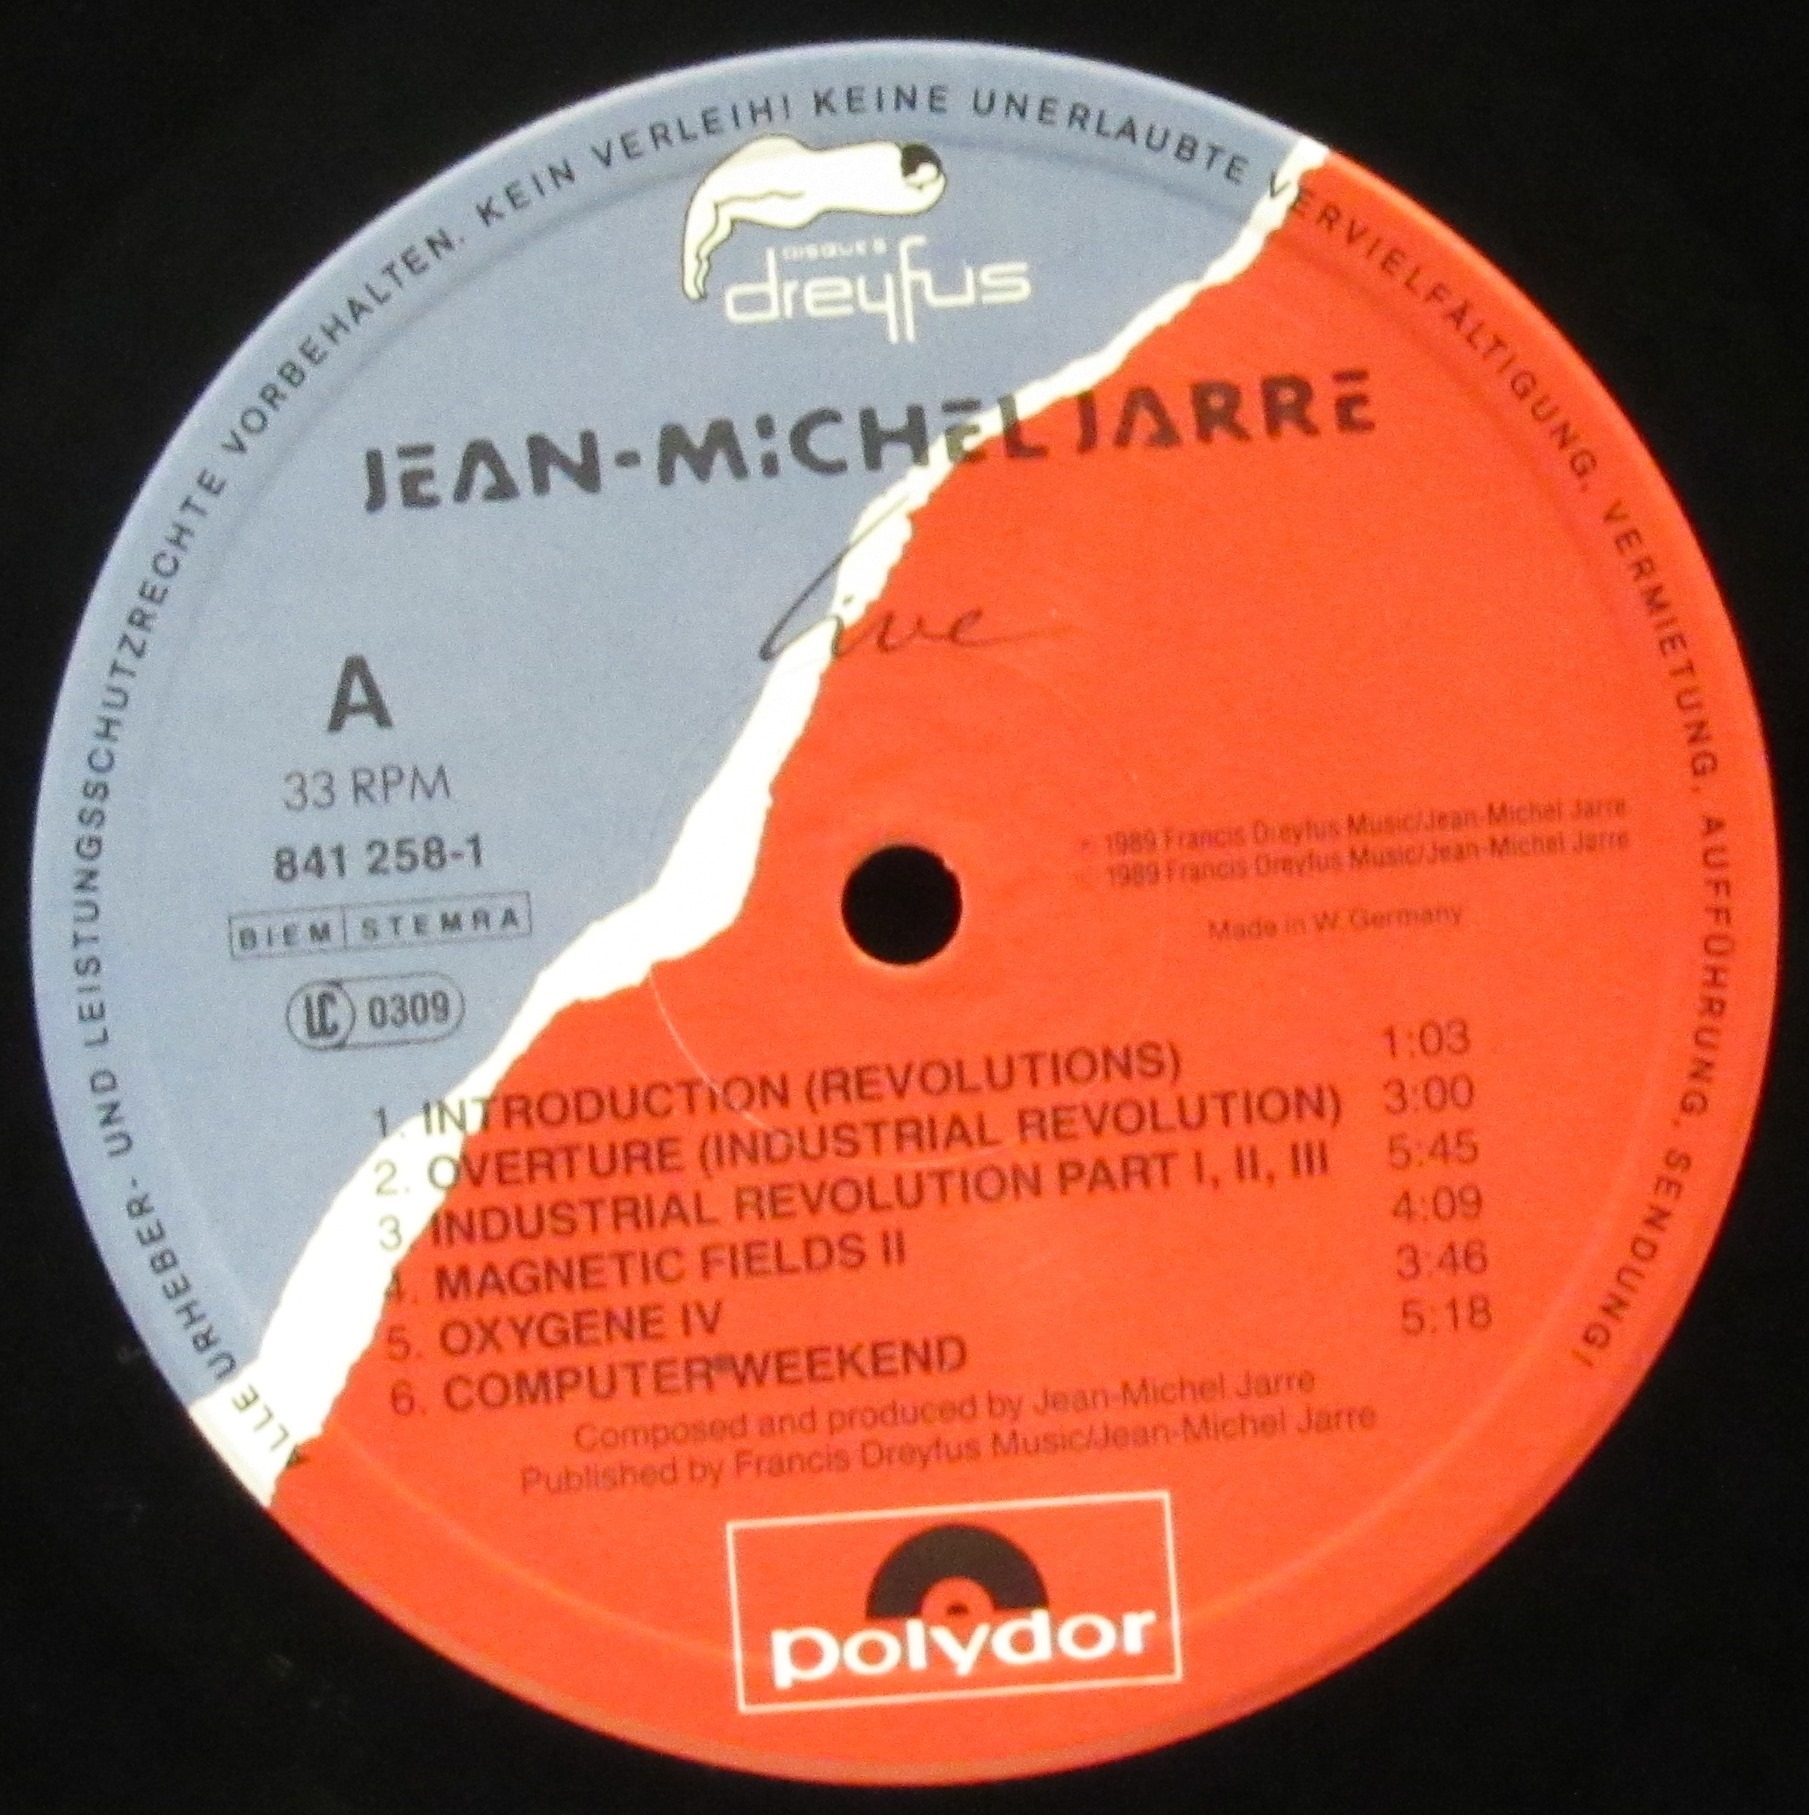 ALLE URHEBER- UND LEISTUNGSSCHUTZRECHTE VORBEHALTEN. KEIN VERLEIH! KEINE UNERLAUBTE VERVIELFÄLTIGUNG, VERMIETUNG, AUFFÜHRUNG, SENDUNG!
DISQUES
dreyfus
JEAN-MICHEL JARRE
live
A
33 RPM
841 258-1
BIEM STEMRA
LC 0309
℗ 1989 Francis Dreyfus Music/Jean-Michel Jarre
© 1989 Francis Dreyfus Music/Jean-Michel Jarre
Made in W. Germany
1. INTRODUCTION (REVOLUTIONS) 1:03
2. OVERTURE (INDUSTRIAL REVOLUTION) 3:00
3. INDUSTRIAL REVOLUTION PART I, II, III 5:45
4. MAGNETIC FIELDS II 4:09
5. OXYGENE IV 3:46
6. COMPUTER WEEKEND 5:18
Composed and produced by Jean-Michel Jarre
Published by Francis Dreyfus Music/Jean-Michel Jarre
polydor